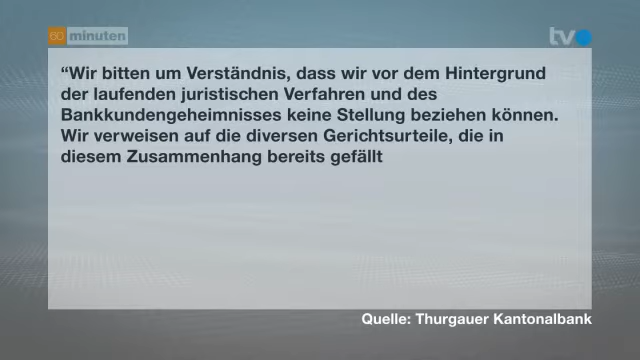 60 minuten
tvo
“Wir bitten um Verständnis, dass wir vor dem Hintergrund
der laufenden juristischen Verfahren und des
Bankkundengeheimnisses keine Stellung beziehen können.
Wir verweisen auf die diversen Gerichtsurteile, die in
diesem Zusammenhang bereits gefällt
Quelle: Thurgauer Kantonalbank